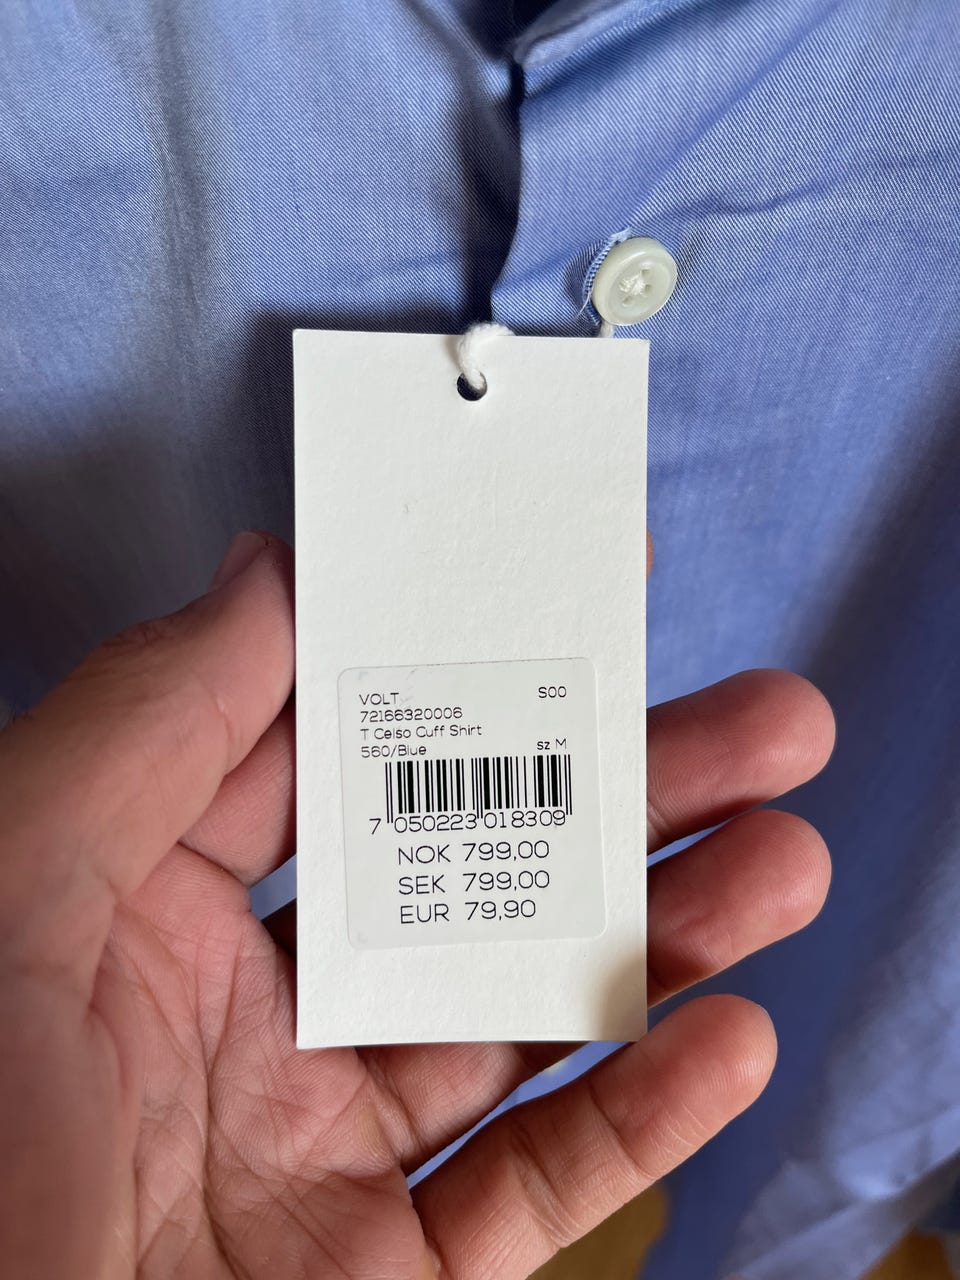 VOLT S00
72166320006
T Celso Cuff Shirt
560/Blue sz M
7 050223 018309
NOK 799,00
SEK 799,00
EUR 79,90